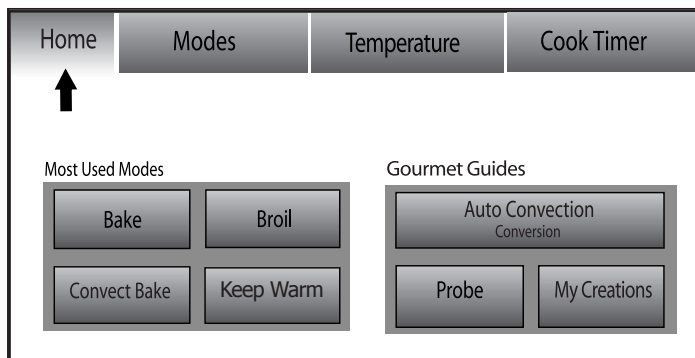 Home Modes Temperature Cook Timer
Most Used Modes
Bake Broil
Convect Bake Keep Warm
Gourmet Guides
Auto Convection
Conversion
Probe My Creations